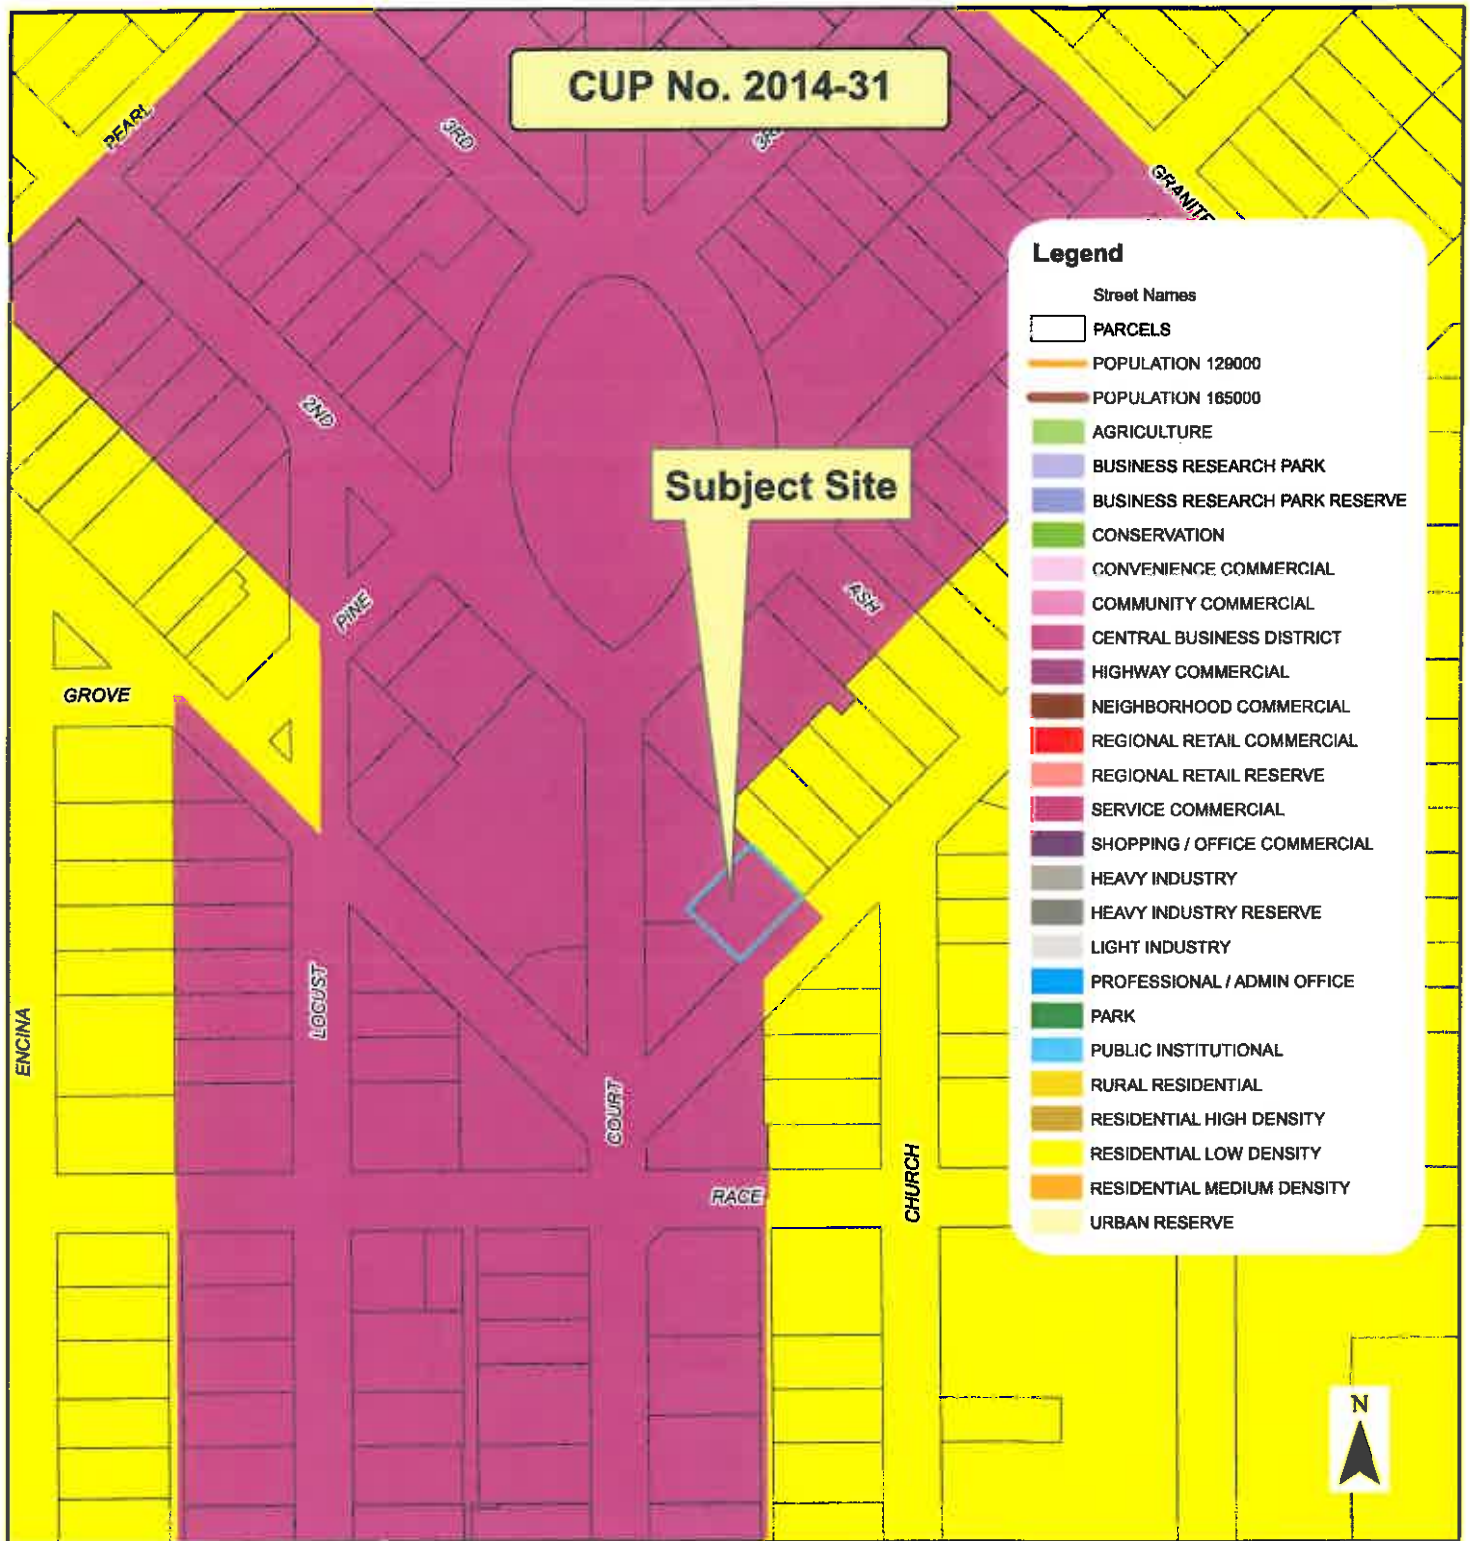 CUP No. 2014-31
PEARL
3RD
GRANITE
Legend
Street Names
PARCELS
POPULATION 129000
POPULATION 165000
AGRICULTURE
BUSINESS RESEARCH PARK
BUSINESS RESEARCH PARK RESERVE
CONSERVATION
CONVENIENCE COMMERCIAL
COMMUNITY COMMERCIAL
CENTRAL BUSINESS DISTRICT
HIGHWAY COMMERCIAL
NEIGHBORHOOD COMMERCIAL
REGIONAL RETAIL COMMERCIAL
REGIONAL RETAIL RESERVE
SERVICE COMMERCIAL
SHOPPING / OFFICE COMMERCIAL
HEAVY INDUSTRY
HEAVY INDUSTRY RESERVE
LIGHT INDUSTRY
PROFESSIONAL / ADMIN OFFICE
PARK
PUBLIC INSTITUTIONAL
RURAL RESIDENTIAL
RESIDENTIAL HIGH DENSITY
RESIDENTIAL LOW DENSITY
RESIDENTIAL MEDIUM DENSITY
URBAN RESERVE
2ND
Subject Site
PINE
ASH
GROVE
LOCUST
ENCINA
COURT
CHURCH
RACE
N